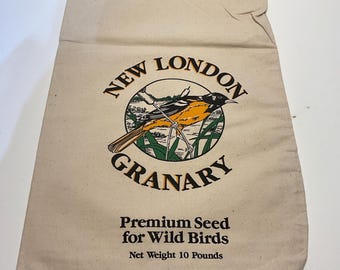 NEW LONDON
GRANARY
Premium Seed
for Wild Birds
Net Weight 10 Pounds